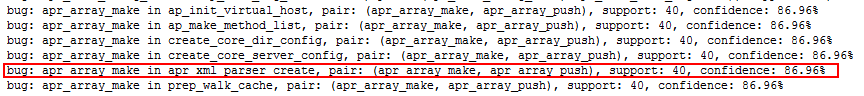 bug: apr_array_make in ap_init_virtual_host, pair: (apr_array_make, apr_array_push), support: 40, confidence: 86.96%
bug: apr_array_make in ap_make_method_list, pair: (apr_array_make, apr_array_push), support: 40, confidence: 86.96%
bug: apr_array_make in create_core_dir_config, pair: (apr_array_make, apr_array_push), support: 40, confidence: 86.96%
bug: apr_array_make in create_core_server_config, pair: (apr_array_make, apr_array_push), support: 40, confidence: 86.96%
bug: apr_array_make in apr_xml_parser_create, pair: (apr_array_make, apr_array_push), support: 40, confidence: 86.96%
bug: apr_array_make in prep_walk_cache, pair: (apr_array_make, apr_array_push), support: 40, confidence: 86.96%